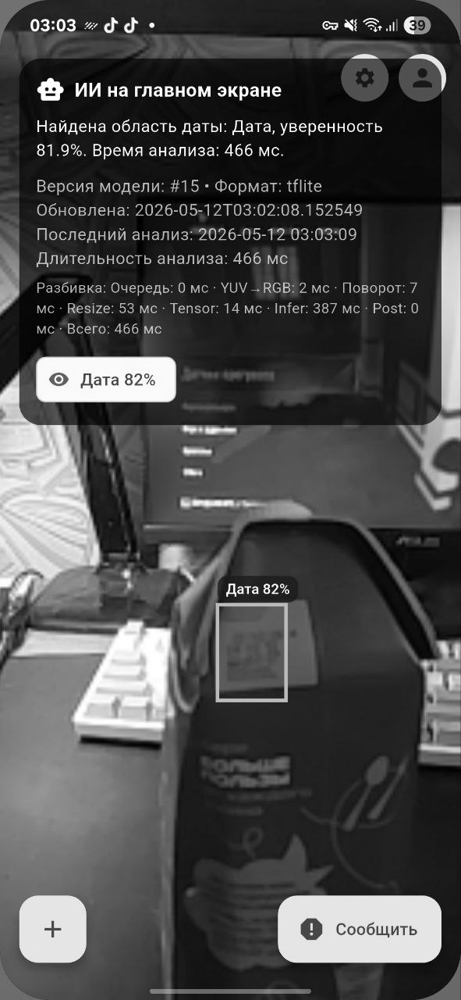 03:03
39
ИИ на главном экране
Найдена область даты: Дата, уверенность
81.9%. Время анализа: 466 мс.
Версия модели: #15 • Формат: tflite
Обновлена: 2026-05-12T03:02:08.152549
Последний анализ: 2026-05-12 03:03:09
Длительность анализа: 466 мс
Разбивка: Очередь: 0 мс · YUV→RGB: 2 мс · Поворот: 7
мс · Resize: 53 мс · Tensor: 14 мс · Infer: 387 мс · Post: 0
мс · Всего: 466 мс
Дата 82%
Дата 82%
БОЛЬШЕ
ПОЛЬЗЫ
Сообщить